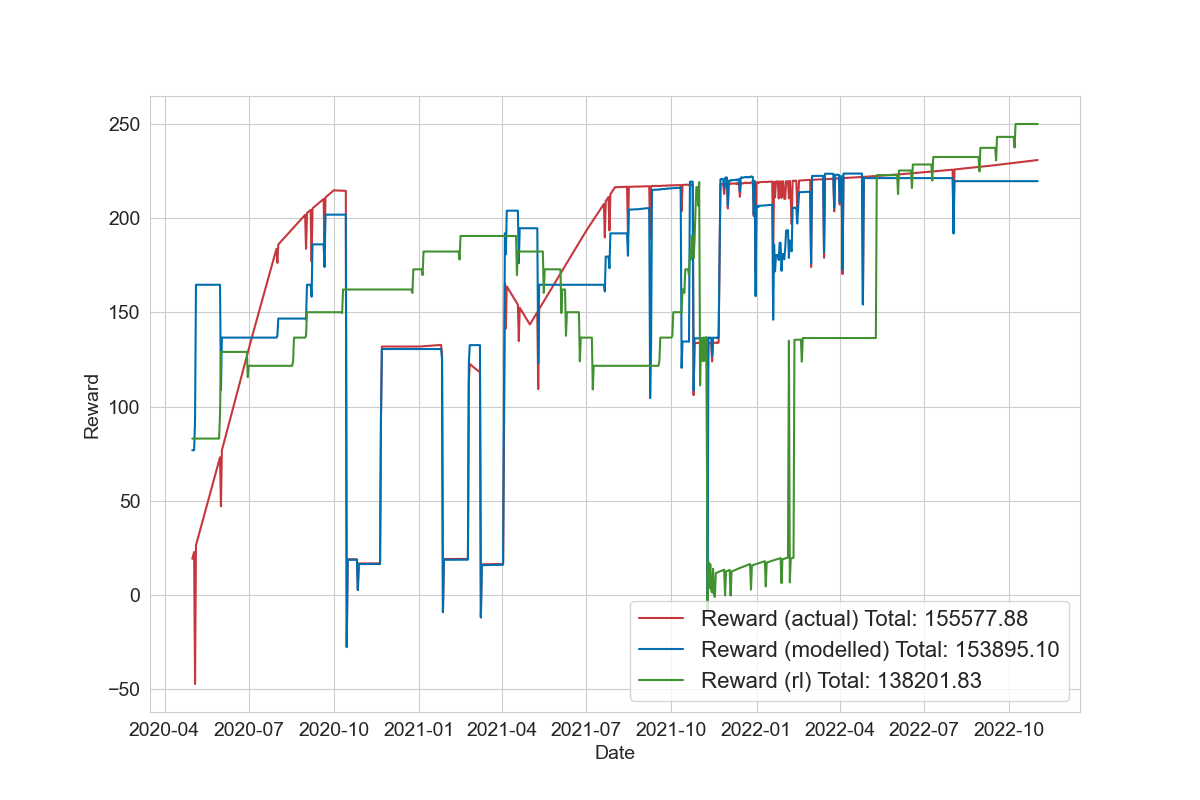 250
200
150
100
50
0
−50
Reward
Reward (actual) Total: 155577.88
Reward (modelled) Total: 153895.10
Reward (rl) Total: 138201.83
2020-04 2020-07 2020-10 2021-01 2021-04 2021-07 2021-10 2022-01 2022-04 2022-07 2022-10
Date